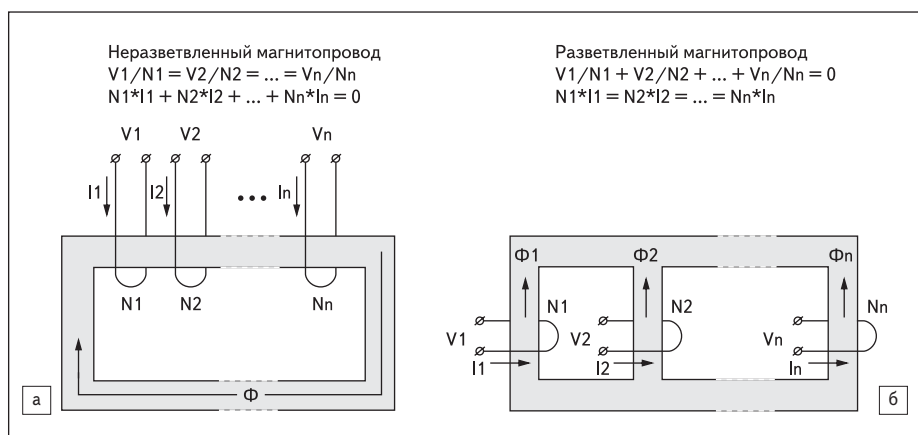 Неразветвленный магнитопровод
V1/N1 = V2/N2 = ... = Vn/Nn
N1*I1 + N2*I2 + ... + Nn*In = 0
V1 V2 Vn
I1 I2 ••• In
N1 N2 Nn
Ф
а
Разветвленный магнитопровод
V1/N1 + V2/N2 + ... + Vn/Nn = 0
N1*I1 = N2*I2 = ... = Nn*In
Ф1 Ф2 Фn
N1 N2 Nn
V1 V2 Vn
I1 I2 In
б